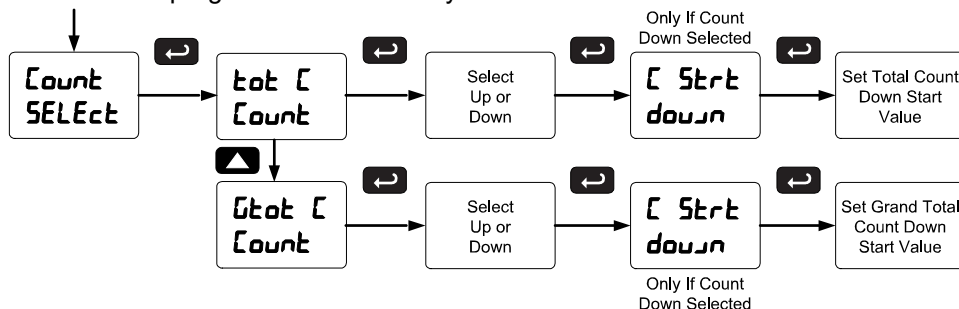 Only If Count
Down Selected
Count
SELEct
tot C
Count
Select
Up or
Down
C Strt
down
Set Total Count
Down Start
Value
Gtot C
Count
Select
Up or
Down
C Strt
down
Set Grand Total
Count Down
Start Value
Only If Count
Down Selected